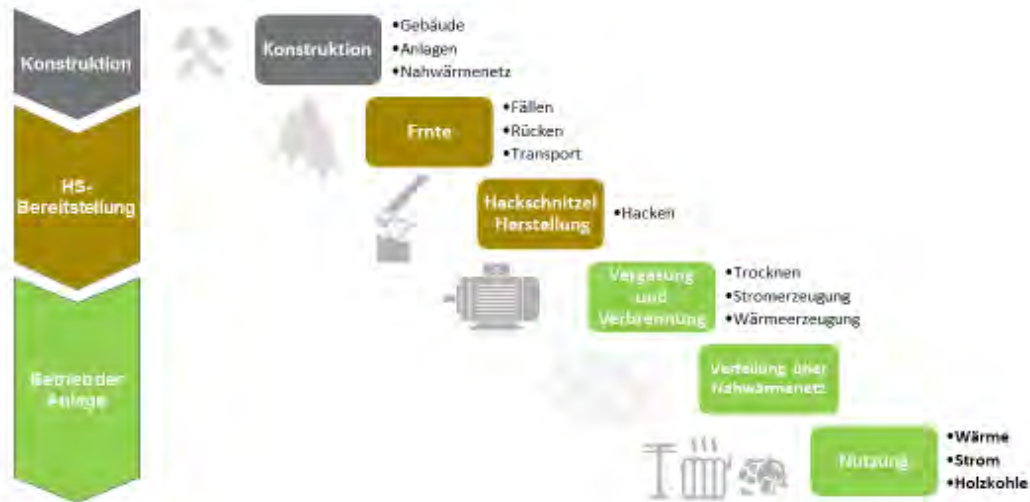 Konstruktion
Konstruktion
•Gebäude
•Anlagen
•Nahwärmenetz
Ernte
•Fällen
•Rücken
•Transport
HS-
Bereitstellung
Hackschnitzel
Herstellung
•Hacken
Vergasung
und
Verbrennung
•Trocknen
•Stromerzeugung
•Wärmeerzeugung
Betrieb der
Anlage
Verteilung über
Nahwärmenetz
Nutzung
•Wärme
•Strom
•Holzkohle